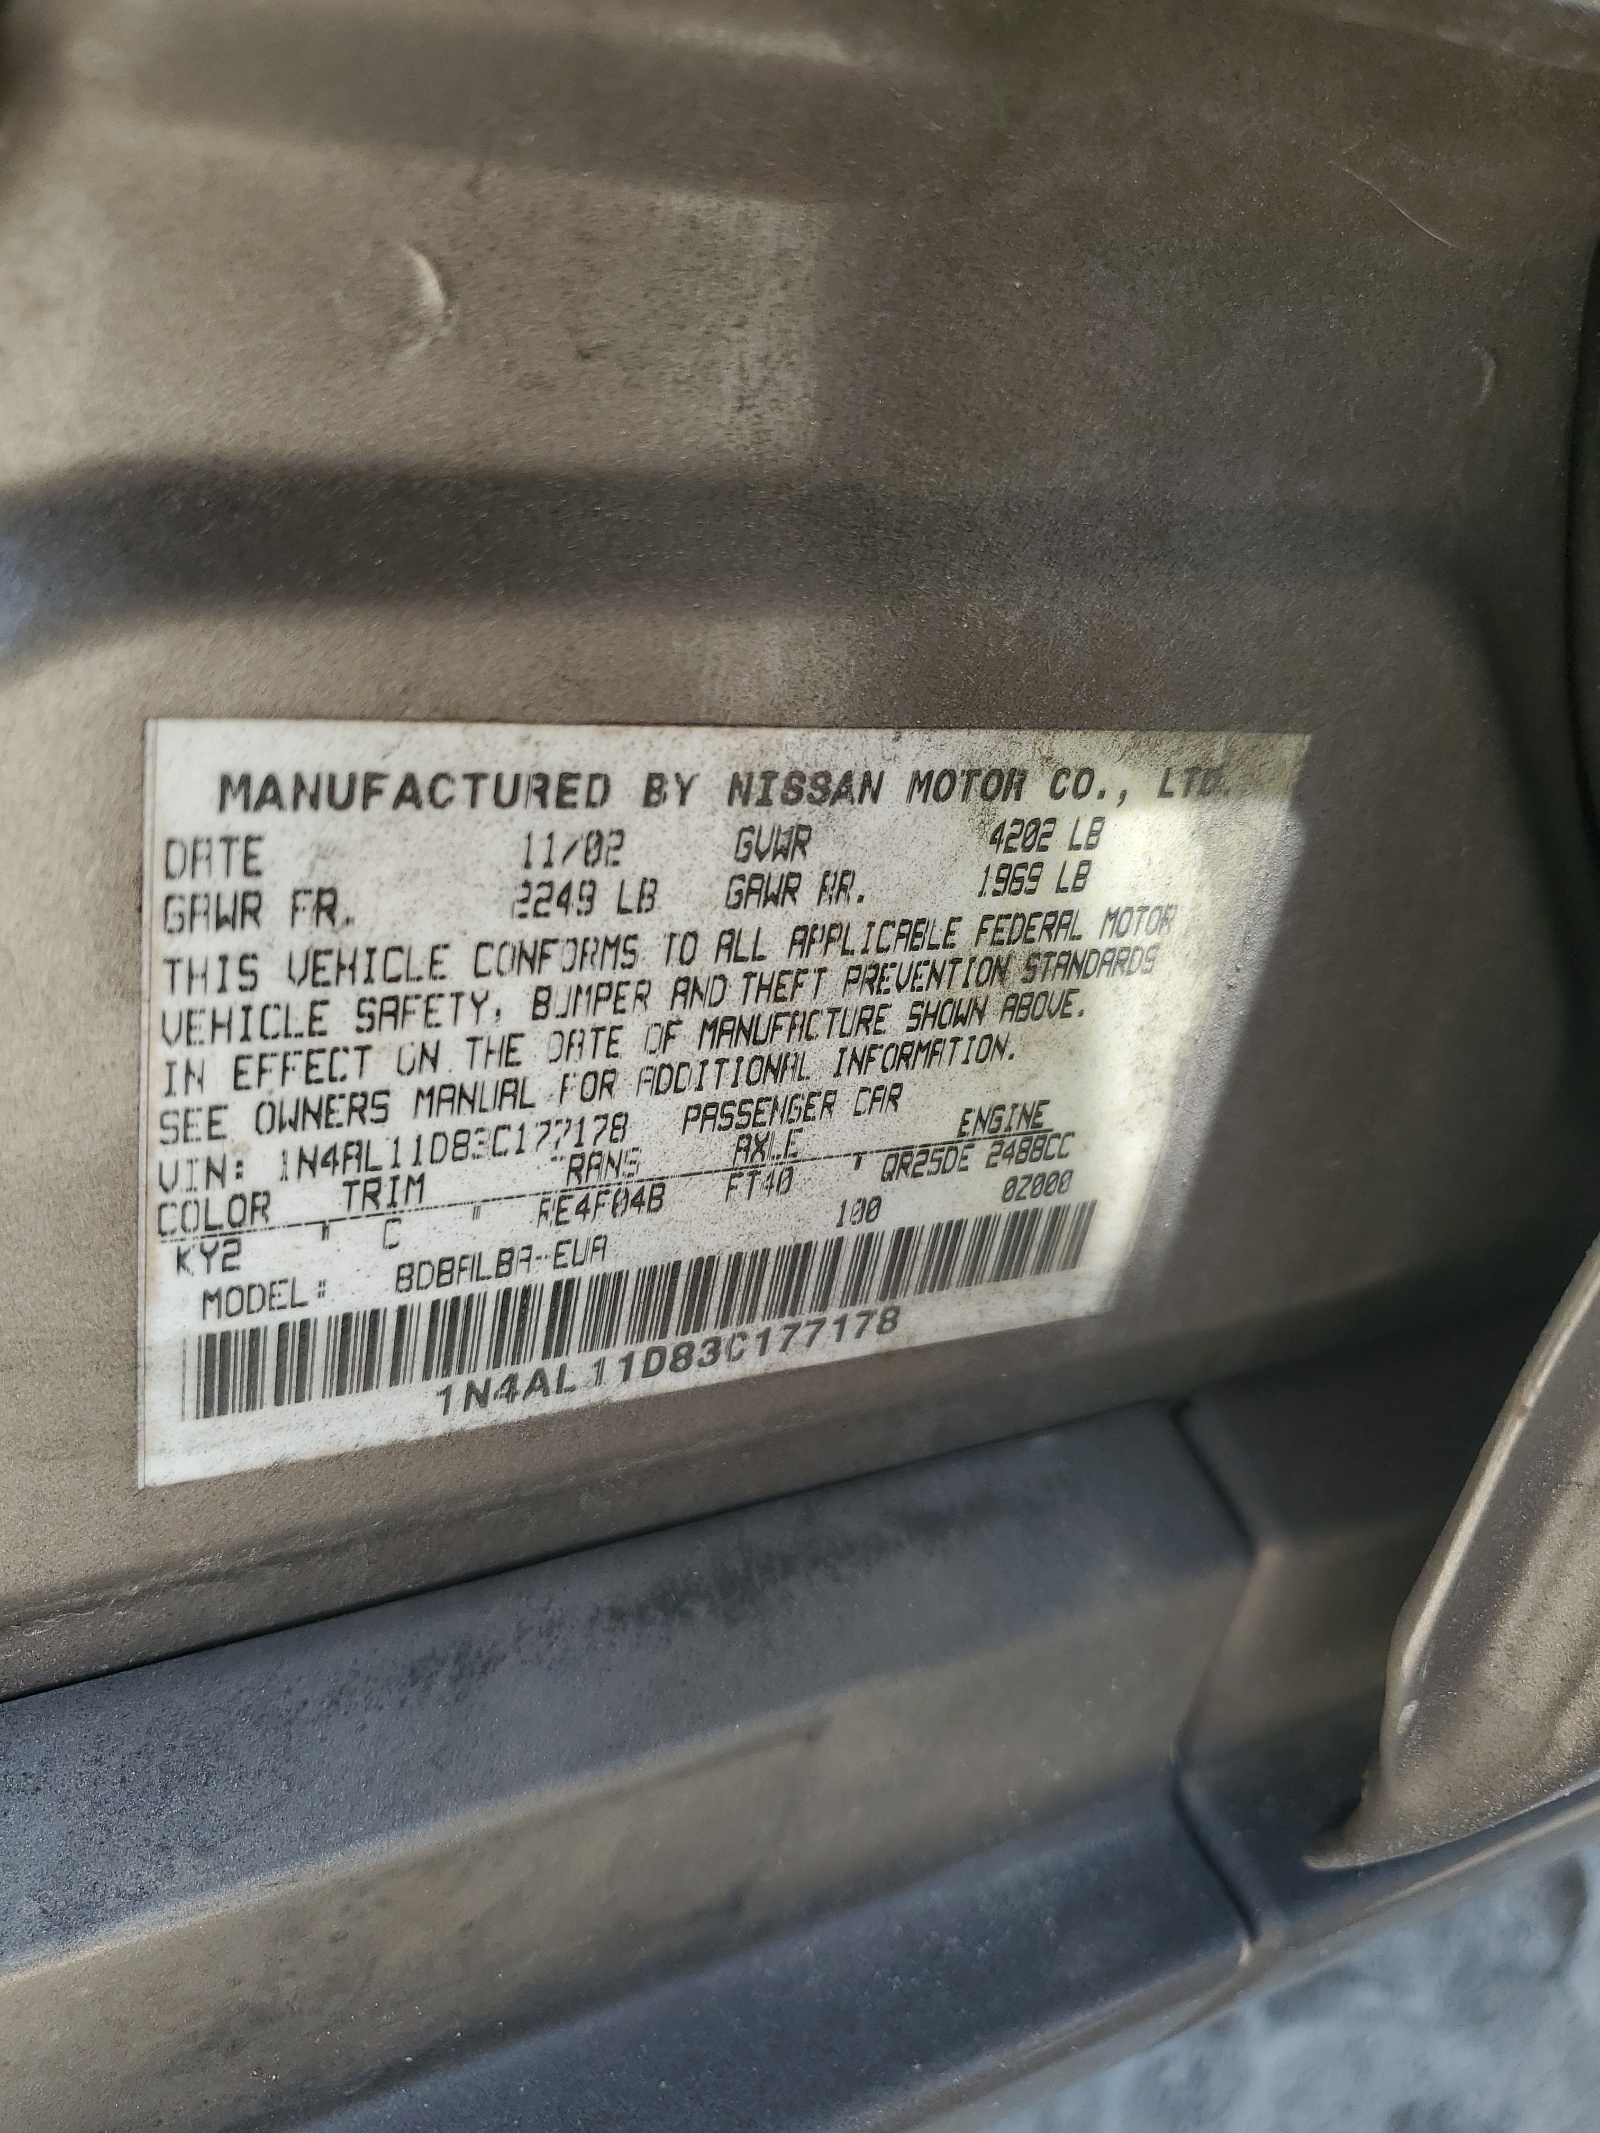 MANUFACTURED BY NISSAN MOTOR CO., LTD.
DATE 11/02 GVWR 4202 LB
GAWR FR. 2249 LB GAWR RR. 1969 LB
THIS VEHICLE CONFORMS TO ALL APPLICABLE FEDERAL MOTOR
VEHICLE SAFETY, BUMPER AND THEFT PREVENTION STANDARDS
IN EFFECT ON THE DATE OF MANUFACTURE SHOWN ABOVE.
SEE OWNERS MANUAL FOR ADDITIONAL INFORMATION.
VIN: 1N4AL11D83C177178 PASSENGER CAR
COLOR TRIM TRANS AXLE ENGINE
KY2 " C " RE4F04B FT40 ' QR25DE 2488CC
MODEL: BDBALBA-EUA 100 0Z000
1N4AL11D83C177178